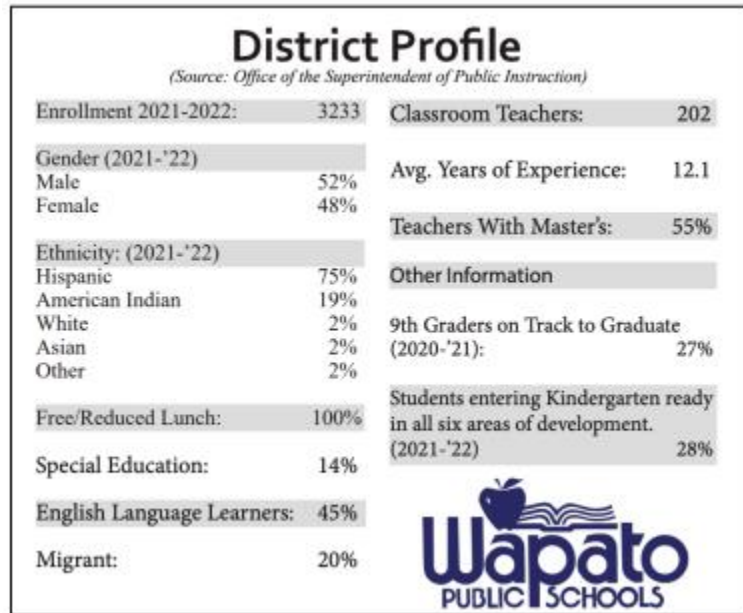 District Profile
(Source: Office of the Superintendent of Public Instruction)
Enrollment 2021-2022: 3233
Gender (2021-'22)
Male 52%
Female 48%
Ethnicity: (2021-'22)
Hispanic 75%
American Indian 19%
White 2%
Asian 2%
Other 2%
Free/Reduced Lunch: 100%
Special Education: 14%
English Language Learners: 45%
Migrant: 20%
Classroom Teachers: 202
Avg. Years of Experience: 12.1
Teachers With Master's: 55%
Other Information
9th Graders on Track to Graduate
(2020-'21): 27%
Students entering Kindergarten ready
in all six areas of development.
(2021-'22) 28%
Wapato
PUBLIC SCHOOLS